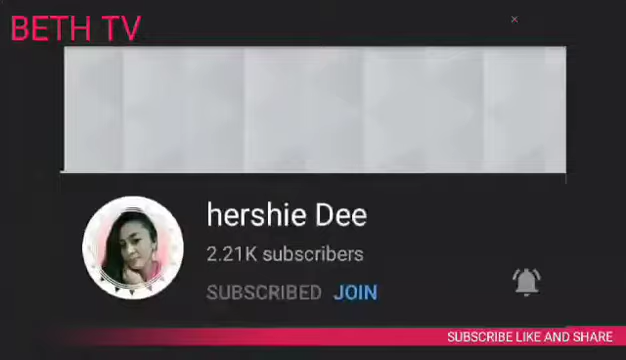 BETH TV
hershie Dee
2.21K subscribers
SUBSCRIBED JOIN
SUBSCRIBE LIKE AND SHARE